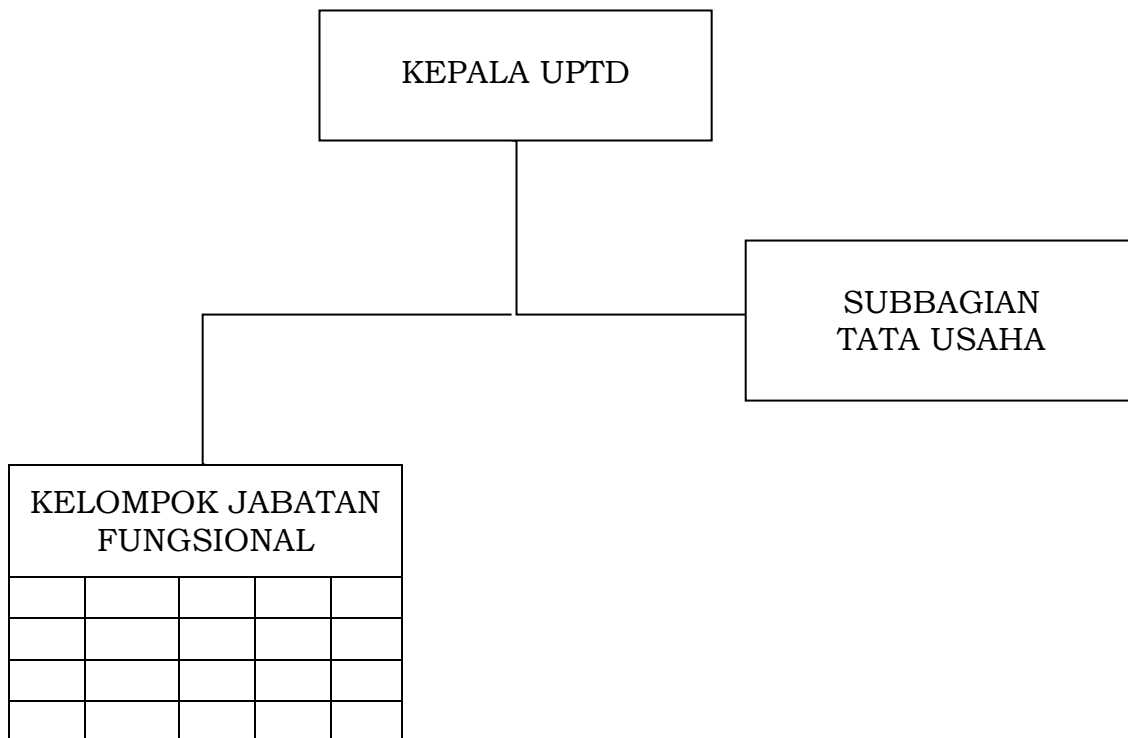 KEPALA UPTD
SUBBAGIAN
TATA USAHA
KELOMPOK JABATAN
FUNGSIONAL